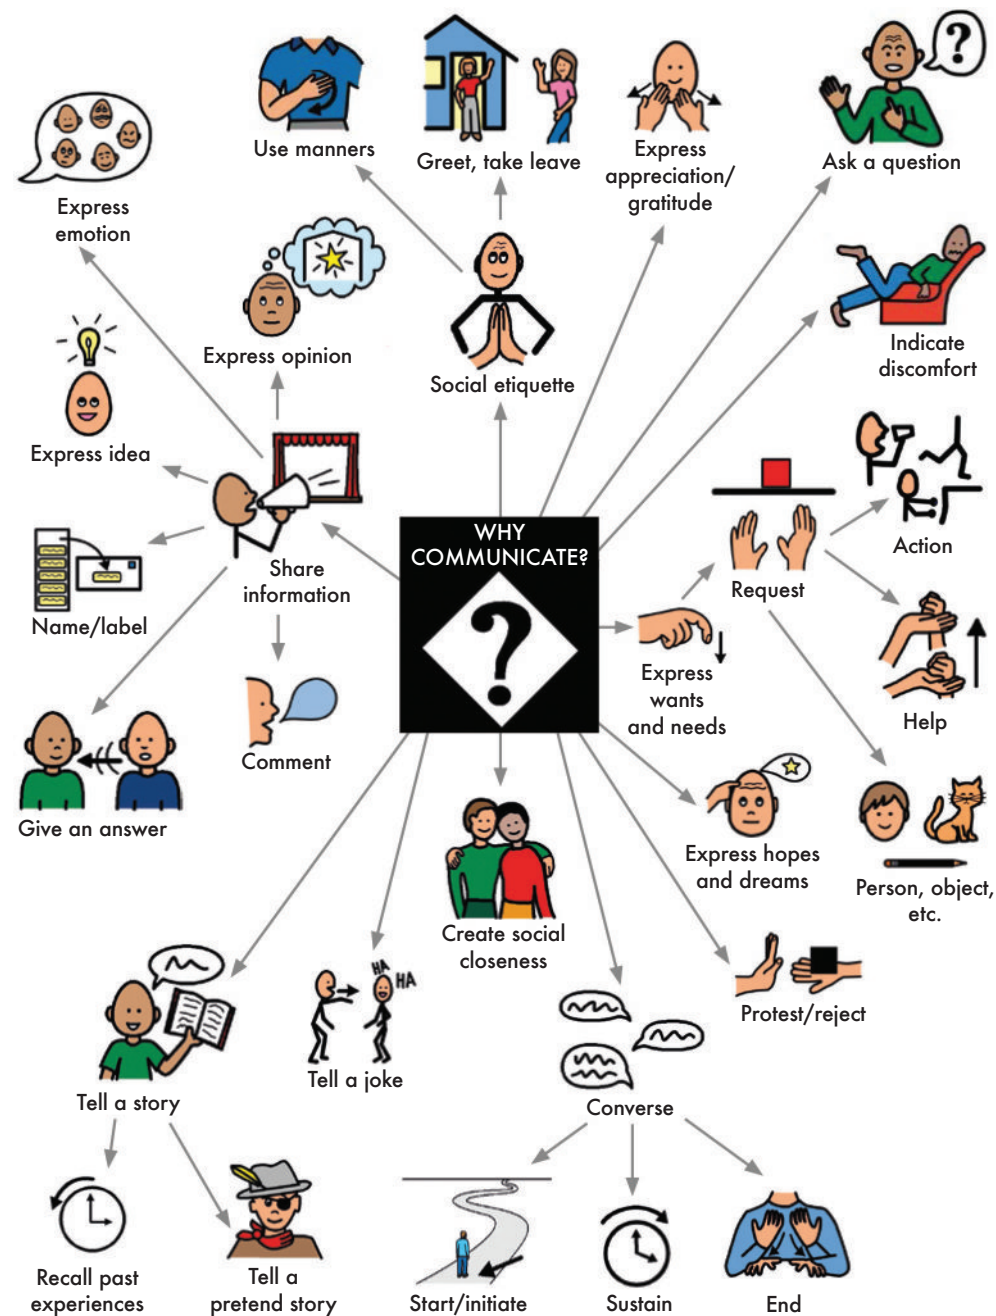 ?
Use manners
Greet, take leave
Express
appreciation/
gratitude
Ask a question
Express
emotion
Express opinion
Social etiquette
Indicate
discomfort
Express idea
WHY
COMMUNICATE?
?
Share
information
Request
Action
Name/label
Express
wants
and needs
Help
Comment
Give an answer
Express hopes
and dreams
Person, object,
etc.
Create social
closeness
HA
HA
Protest/reject
Tell a joke
Tell a story
Converse
Recall past
experiences
Tell a
pretend story
Start/initiate
Sustain
End